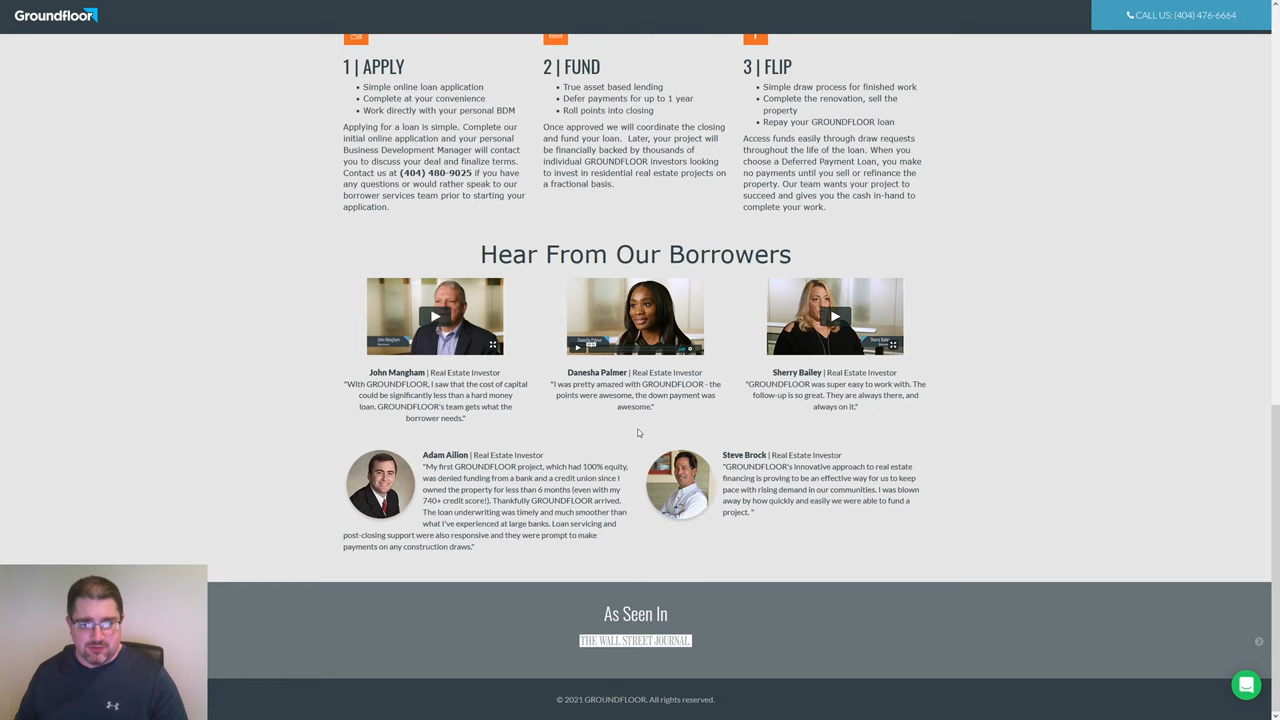 Groundfloor
CALL US: (404) 476-6664
1 | APPLY
• Simple online loan application
• Complete at your convenience
• Work directly with your personal BDM
Applying for a loan is simple. Complete our
initial online application and your personal
Business Development Manager will contact
you to discuss your deal and finalize terms.
Contact us at (404) 480-9025 if you have
any questions or would rather speak to our
borrower services team prior to starting your
application.
2 | FUND
• True asset based lending
• Defer payments for up to 1 year
• Roll points into closing
Once approved we will coordinate the closing
and fund your loan. Later, your project will
be financially backed by thousands of
individual GROUNDFLOOR investors looking
to invest in residential real estate projects on
a fractional basis.
3 | FLIP
• Simple draw process for finished work
• Complete the renovation, sell the
property
• Repay your GROUNDFLOOR loan
Access funds easily through draw requests
throughout the life of the loan. When you
choose a Deferred Payment Loan, you make
no payments until you sell or refinance the
property. Our team wants your project to
succeed and gives you the cash in-hand to
complete your work.
Hear From Our Borrowers
John Mangham
Danesha Palmer
Sherry Bailey
John Mangham | Real Estate Investor
"With GROUNDFLOOR, I saw that the cost of capital
could be significantly less than a hard money
loan. GROUNDFLOOR's team gets what the
borrower needs."
Danesha Palmer | Real Estate Investor
"I was pretty amazed with GROUNDFLOOR - the
points were awesome, the down payment was
awesome."
Sherry Bailey | Real Estate Investor
"GROUNDFLOOR was super easy to work with. The
follow-up is so great. They are always there, and
always on it."
Adam Ailion | Real Estate Investor
"My first GROUNDFLOOR project, which had 100% equity,
was denied funding from a bank and a credit union since I
owned the property for less than 6 months (even with my
740+ credit score!). Thankfully GROUNDFLOOR arrived.
The loan underwriting was timely and much smoother than
what I've experienced at large banks. Loan servicing and
post-closing support were also responsive and they were prompt to make
payments on any construction draws."
Steve Brock | Real Estate Investor
"GROUNDFLOOR's innovative approach to real estate
financing is proving to be an effective way for us to keep
pace with rising demand in our communities. I was blown
away by how quickly and easily we were able to fund a
project. "
As Seen In
THE WALL STREET JOURNAL
© 2021 GROUNDFLOOR. All rights reserved.